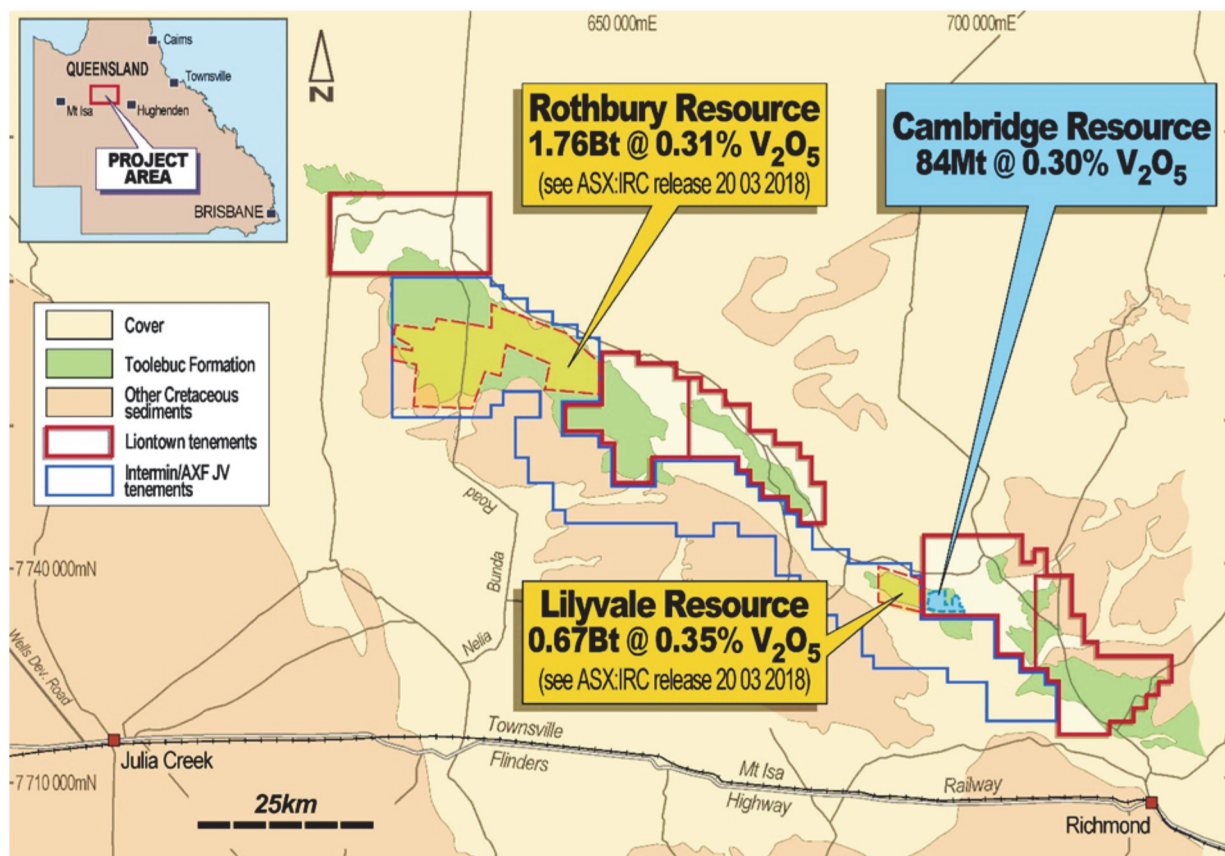 650 000mE
700 000mE
Cairns
QUEENSLAND
Townsville
Mt Isa
Hughenden
PROJECT
AREA
BRISBANE
N
Rothbury Resource
1.76Bt @ 0.31% V₂O₅
(see ASX:IRC release 20 03 2018)
Cambridge Resource
84Mt @ 0.30% V₂O₅
Cover
Toolebuc Formation
Other Cretaceous
sediments
Liontown tenements
Intermin/AXF JV
tenements
Road
Bunda
Nelia
7 740 000mN
Lilyvale Resource
0.67Bt @ 0.35% V₂O₅
(see ASX:IRC release 20 03 2018)
Wells Dev. Road
Julia Creek
Townsville
Flinders
Mt Isa
Highway
Railway
7 710 000mN
25km
Richmond